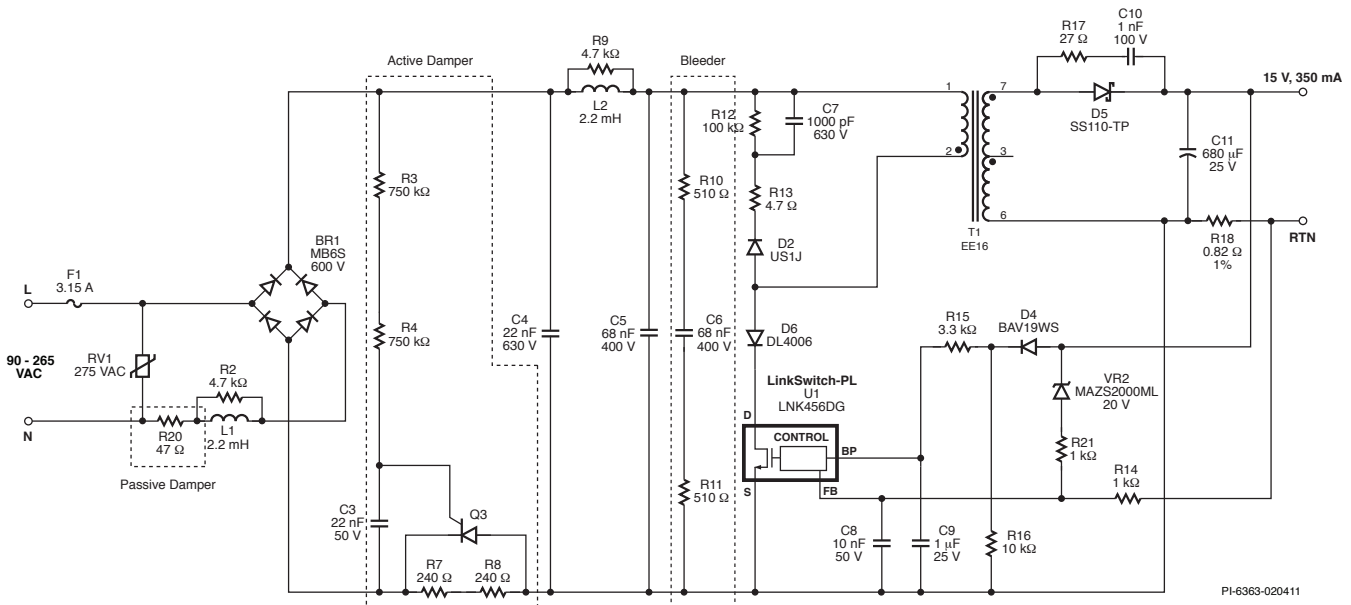 Active Damper
R9
4.7 kΩ
L2
2.2 mH
Bleeder
R12
100 kΩ
C7
1000 pF
630 V
1
2
7
3
6
T1
EE16
R17
27 Ω
C10
1 nF
100 V
D5
SS110-TP
15 V, 350 mA
C11
680 μF
25 V
R18
0.82 Ω
1%
RTN
R3
750 kΩ
R10
510 Ω
R13
4.7 Ω
D2
US1J
BR1
MB6S
600 V
F1
3.15 A
L
90 - 265
VAC
N
RV1
275 VAC
R2
4.7 kΩ
L1
2.2 mH
R20
47 Ω
Passive Damper
R4
750 kΩ
C4
22 nF
630 V
C5
68 nF
400 V
C6
68 nF
400 V
D6
DL4006
LinkSwitch-PL
U1
LNK456DG
D
CONTROL
BP
S
FB
R15
3.3 kΩ
D4
BAV19WS
VR2
MAZS2000ML
20 V
R21
1 kΩ
R14
1 kΩ
C3
22 nF
50 V
Q3
R7
240 Ω
R8
240 Ω
R11
510 Ω
C8
10 nF
50 V
C9
1 μF
25 V
R16
10 kΩ
PI-6363-020411